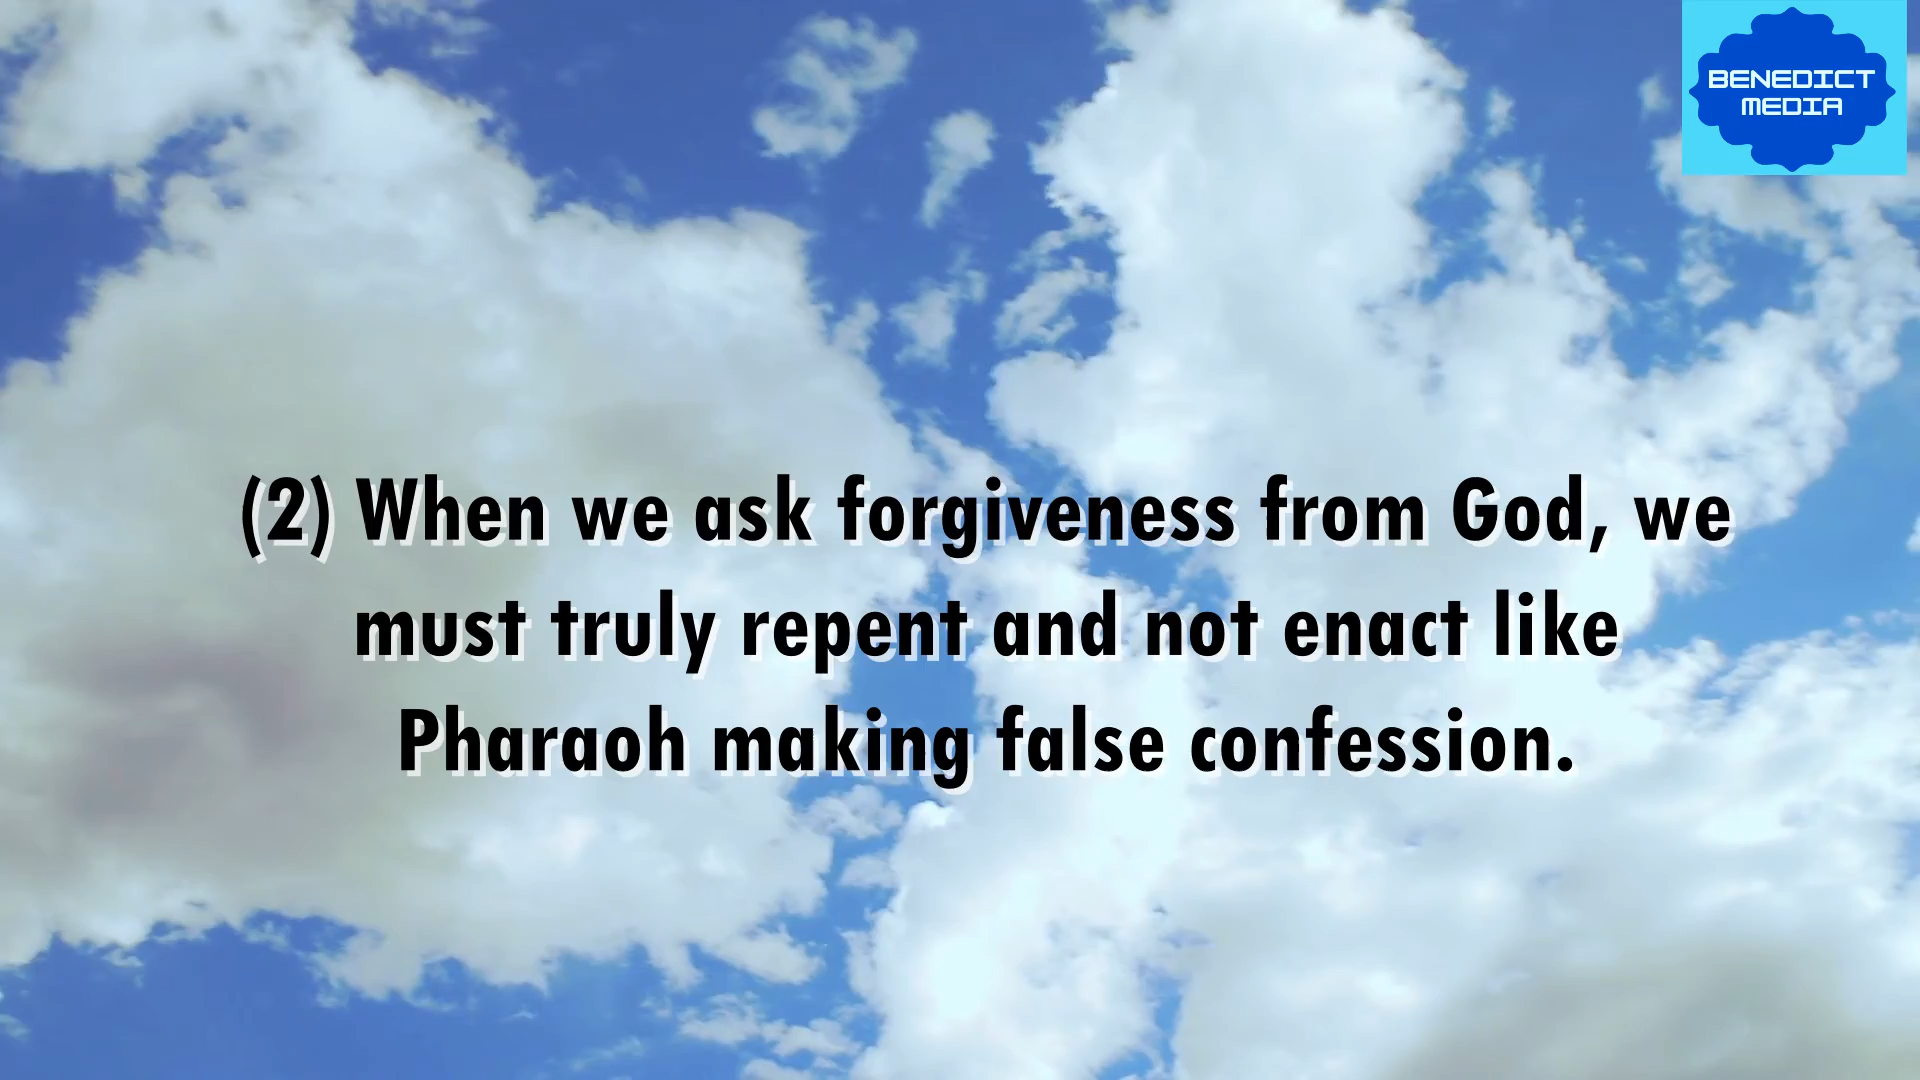 BENEDICT
MEDIA
(2) When we ask forgiveness from God, we
must truly repent and not enact like
Pharaoh making false confession.